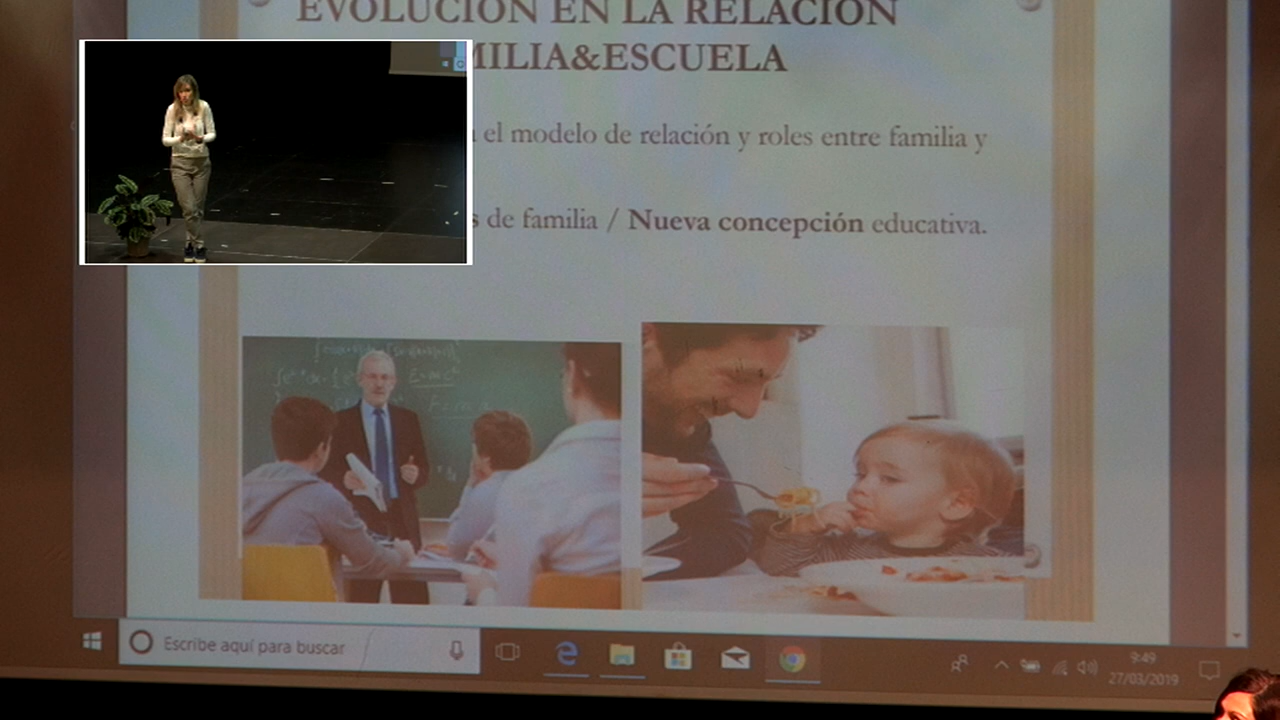 EVOLUCIÓN EN LA RELACIÓN
MILIA&ESCUELA
el modelo de relación y roles entre familia y
de familia / Nueva concepción educativa.
Escribe aquí para buscar
9:49
27/03/2019